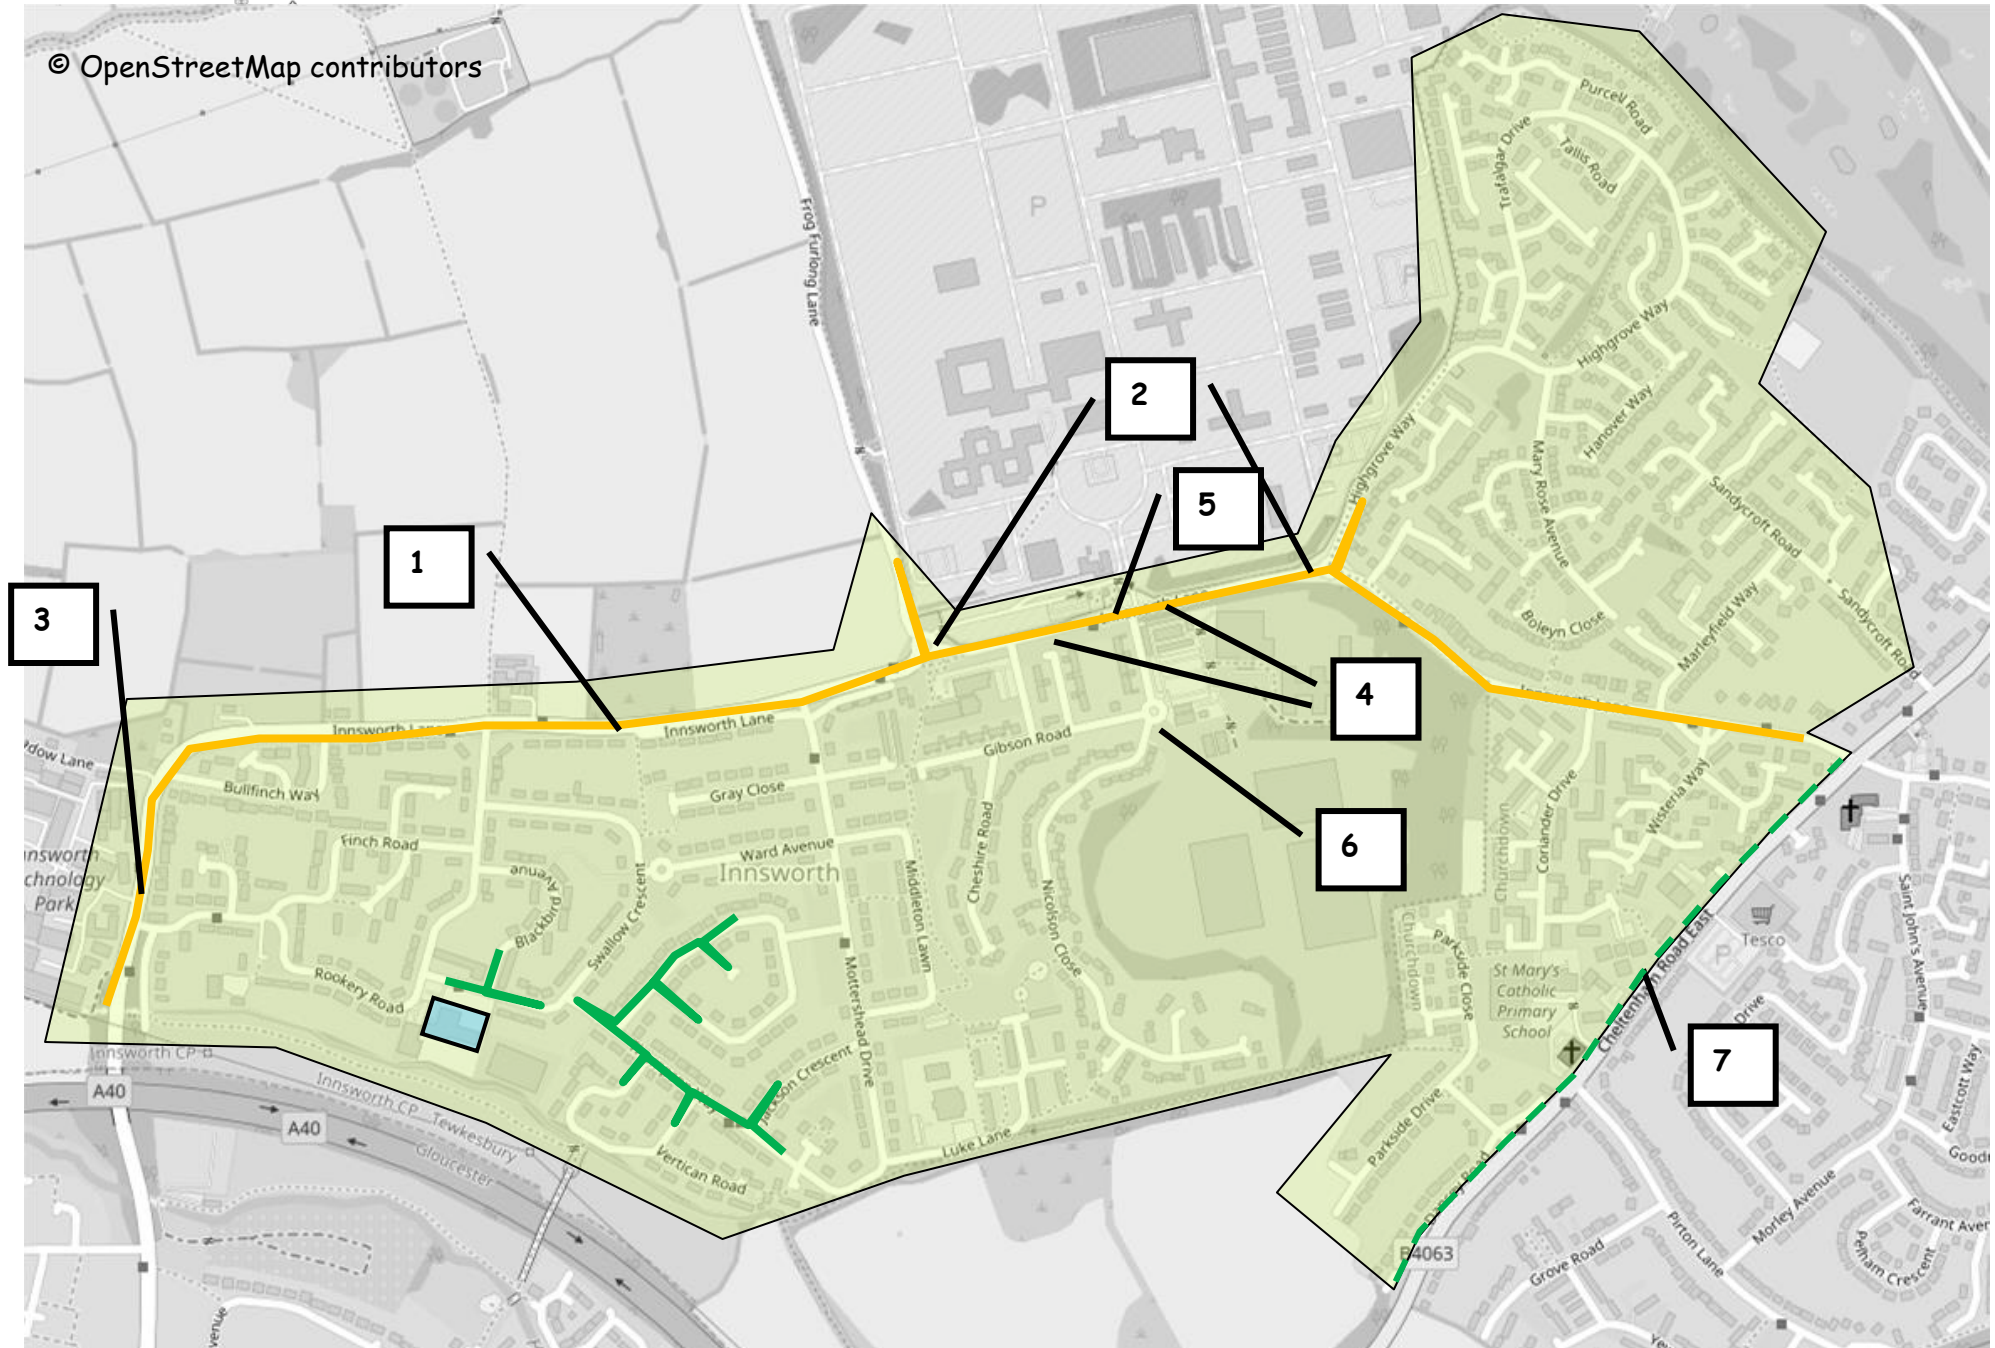 © OpenStreetMap contributors
Purcell Road
Trafalgar Drive
Tallis Road
Frog Furlong Lane
P
P
Highgrove Way
2
Hanover Way
Highgrove Way
Mary Rose Avenue
5
Sandycroft Road
1
3
Boleyn Close
Marleyfield Way
Sandycroft Road
4
Innsworth Lane
Innsworth Lane
Innsworth Lane
Gibson Road
Bullfinch Way
Gray Close
Coriander Drive
Wisteria Way
Finch Road
Ward Avenue
6
Innsworth
Cheshire Road
Middleton Lawn
Nicolson Close
Churchdown
Park
Blackbird Avenue
Swallow Crescent
Saint John's Avenue
Tesco
P
Cheltenham Road East
Churchdown
Parkside Close
St Mary's
Catholic
Primary
School
Rookery Road
Mottershead Drive
Innsworth CP
7
Drive
Jackson Crescent
Eastcott Way
A40
Innsworth CP - Tewkesbury
A40
Gloucester
Luke Lane
Parkside Drive
Vertican Road
Morley Avenue
Farrant Aven
Pirton Lane
Pelham Crescent
B4063
Grove Road